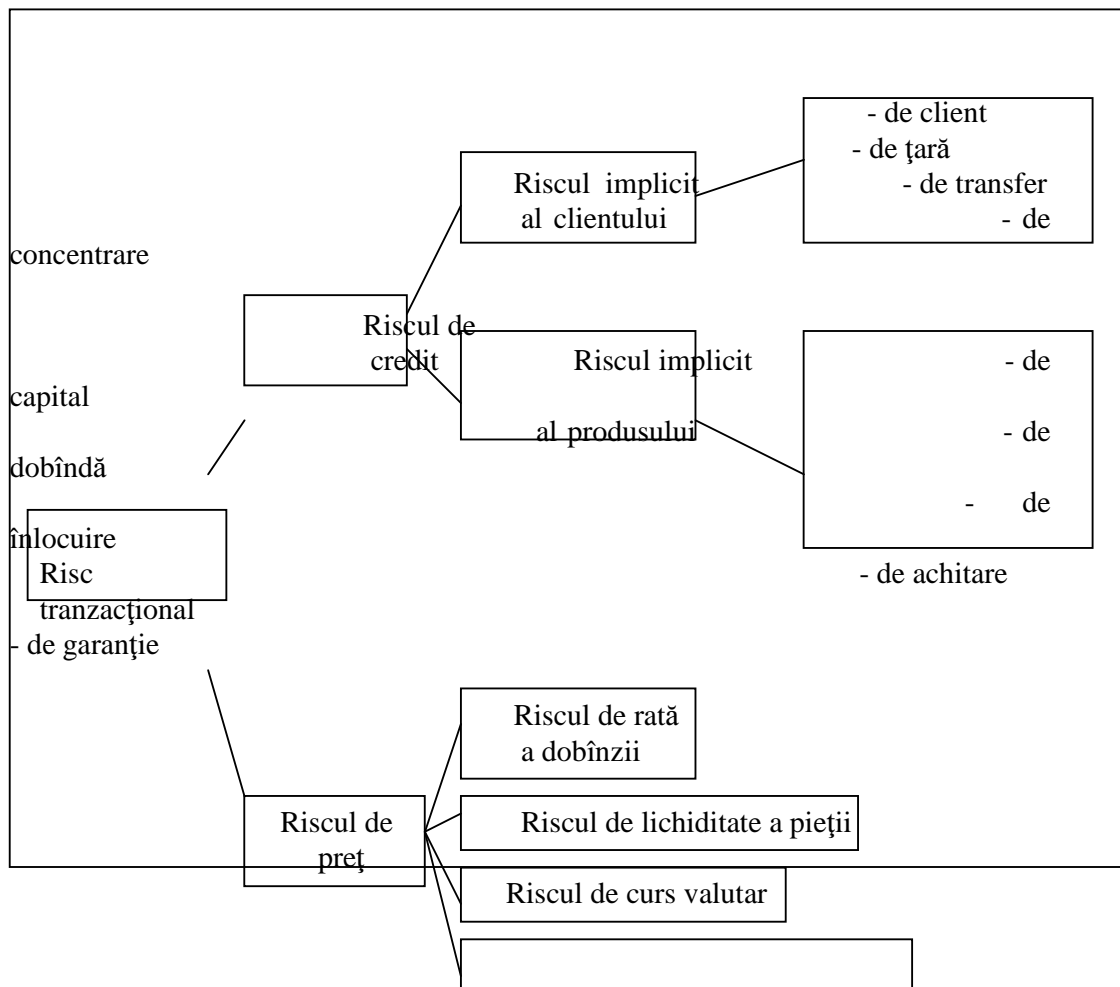 - de client
- de ţară
Riscul implicit
- de transfer
al clientului
- de
concentrare
Riscul de
credit
Riscul implicit
- de
capital
al produsului
- de
dobîndă
- de
înlocuire
Risc
- de achitare
tranzacţional
- de garanţie
Riscul de rată
a dobînzii
Riscul de
preţ
Riscul de lichiditate a pieţii
Riscul de curs valutar